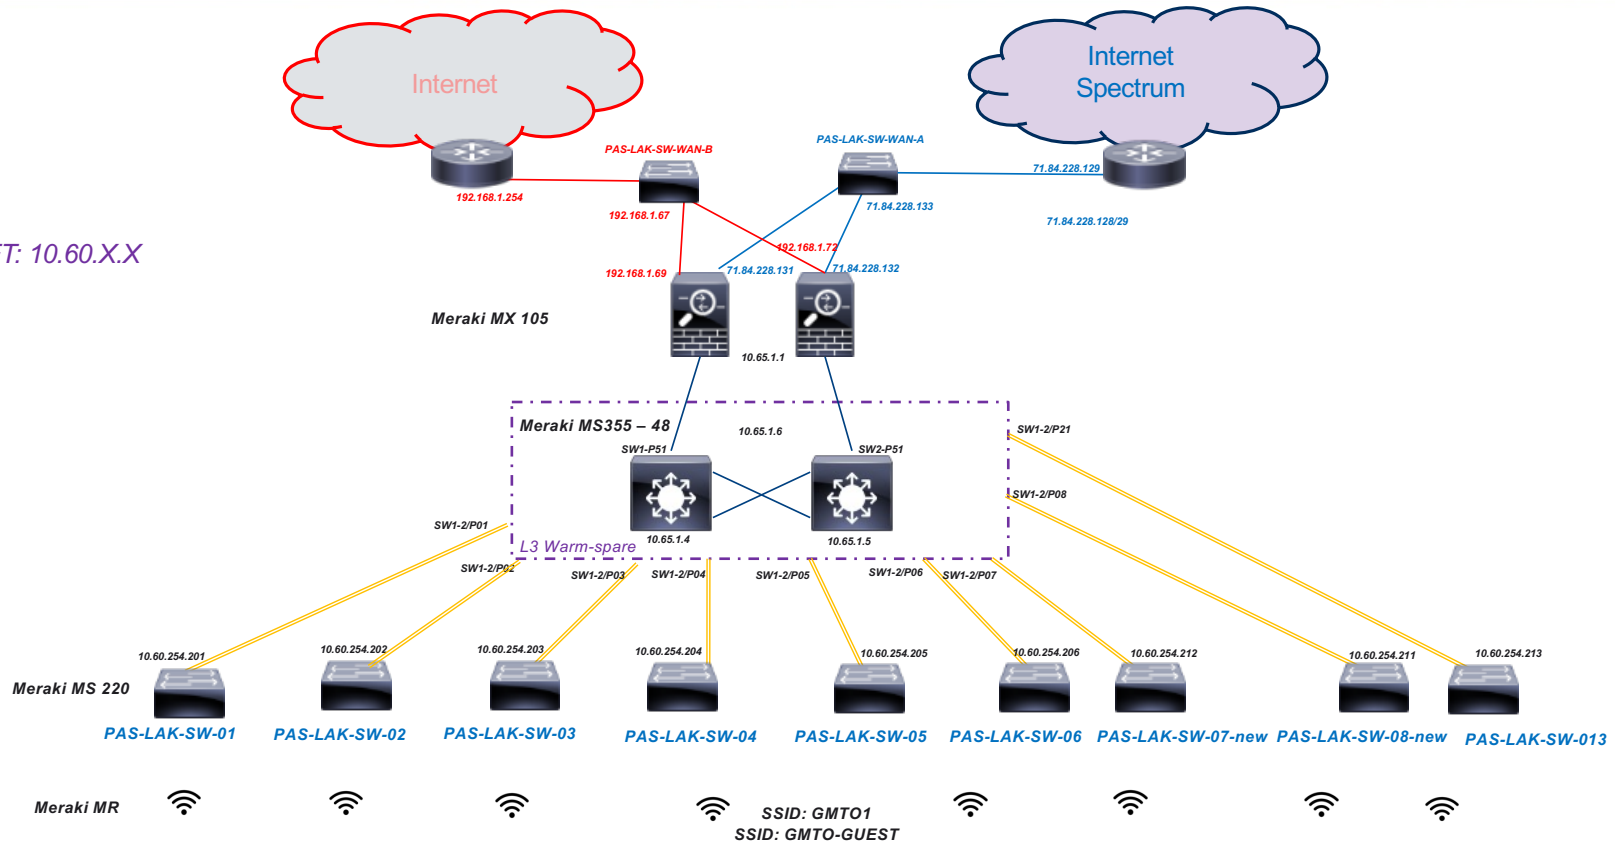 Internet
Internet
Spectrum
PAS-LAK-SW-WAN-B
PAS-LAK-SW-WAN-A
192.168.1.254
71.84.228.129
192.168.1.67
71.84.228.133
71.84.228.128/29
ET: 10.60.X.X
192.168.1.72
192.168.1.69
71.84.228.131
71.84.228.132
Meraki MX 105
10.65.1.1
Meraki MS355 – 48
10.65.1.6
SW1-2/P21
SW1-P51
SW2-P51
SW1-2/P08
SW1-2/P01
L3 Warm-spare
10.65.1.4
10.65.1.5
SW1-2/P02
SW1-2/P03
SW1-2/P04
SW1-2/P05
SW1-2/P06
SW1-2/P07
10.60.254.201
10.60.254.202
10.60.254.203
10.60.254.204
10.60.254.205
10.60.254.206
10.60.254.212
10.60.254.211
10.60.254.213
Meraki MS 220
PAS-LAK-SW-01
PAS-LAK-SW-02
PAS-LAK-SW-03
PAS-LAK-SW-04
PAS-LAK-SW-05
PAS-LAK-SW-06
PAS-LAK-SW-07-new
PAS-LAK-SW-08-new
PAS-LAK-SW-013
Meraki MR
SSID: GMTO1
SSID: GMTO-GUEST